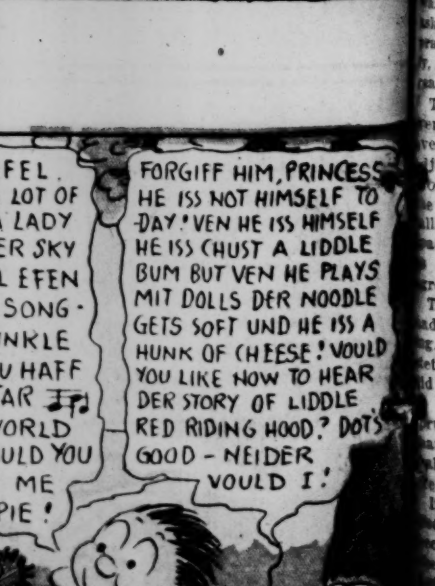 FEL.
LOT OF
A LADY
ER SKY
L EFEN
SONG.
NKLE
U HAFF
TAR
WORLD
ULD YOU
ME
PIE!
FORGIFF HIM, PRINCESS
HE ISS NOT HIMSELF TO
-DAY! VEN HE ISS HIMSELF
HE ISS CHUST A LIDDLE
BUM BUT VEN HE PLAYS
MIT DOLLS DER NOODLE
GETS SOFT UND HE ISS A
HUNK OF CHEESE! VOULD
YOU LIKE NOW TO HEAR
DER STORY OF LIDDLE
RED RIDING HOOD? DOT'S
GOOD - NEIDER
VOULD I!